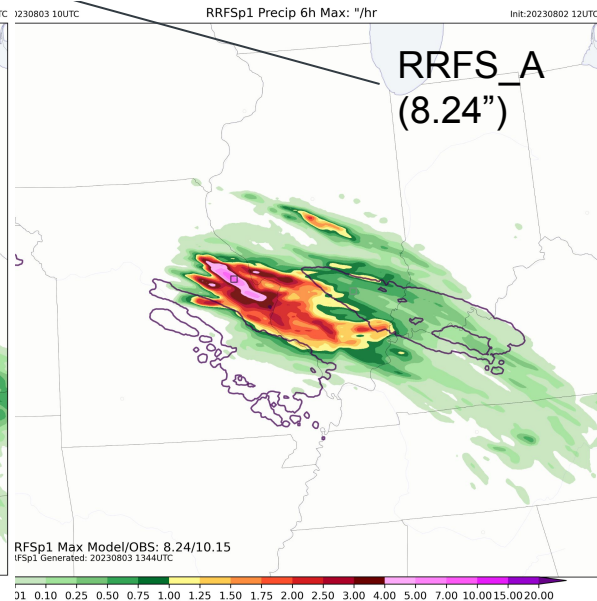 C )230803 10UTC RRFSp1 Precip 6h Max: "/hr Init:20230802 12UTC
RRFS_A
(8.24”)
RFSp1 Max Model/OBS: 8.24/10.15
lFSp1 Generated: 20230803 1344UTC
01 0.10 0.25 0.50 0.75 1.00 1.25 1.50 1.75 2.00 2.50 3.00 4.00 5.00 7.00 10.00 15.00 20.00